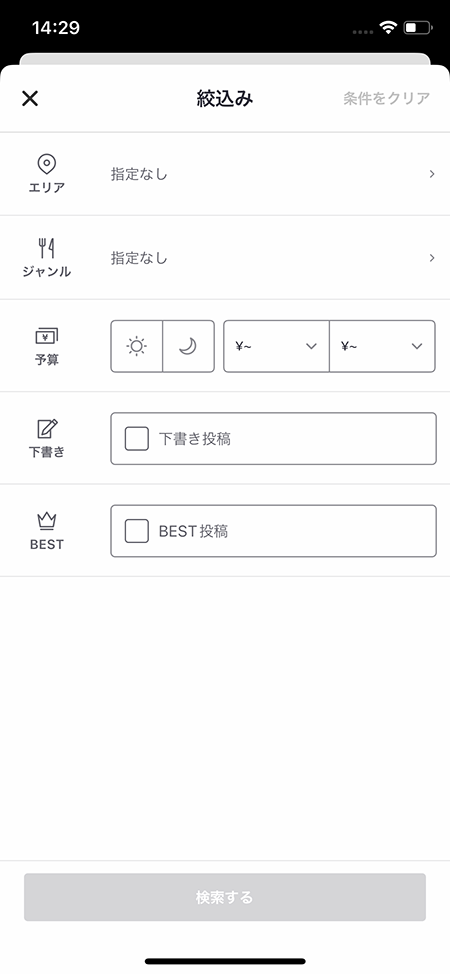 14:29
絞込み
条件をクリア
エリア
指定なし
ジャンル
指定なし
¥
予算
¥~
¥~
下書き
下書き投稿
BEST
BEST投稿
検索する